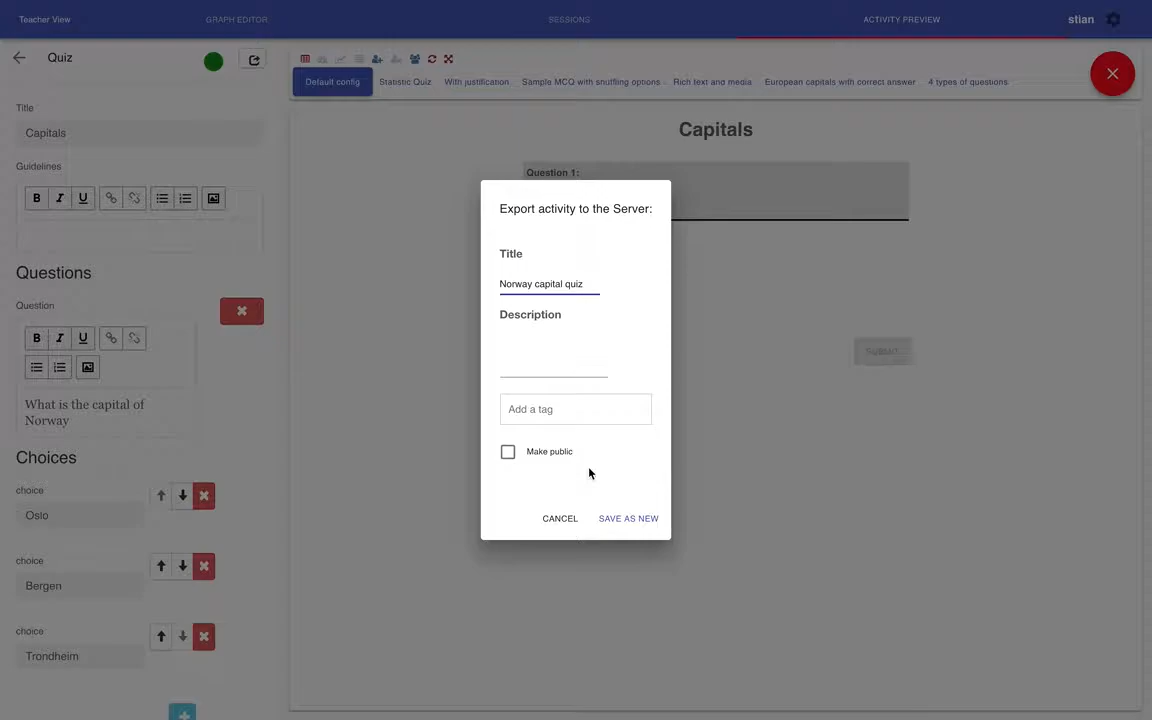 Teacher View
GRAPH EDITOR
SESSIONS
ACTIVITY PREVIEW
stian
Quiz
Default config
Statistic Quiz
With justification
Sample MCQ with snuffling options
Rich text and media
European capitals with correct answer
4 types of questions
Title
Capitals
Guidelines
B I U
Questions
Question
B I U
What is the capital of
Norway
Choices
choice
Oslo
choice
Bergen
choice
Trondheim
Capitals
Question 1:
SUBMIT
Export activity to the Server:
Title
Norway capital quiz
Description
Add a tag
Make public
CANCEL
SAVE AS NEW